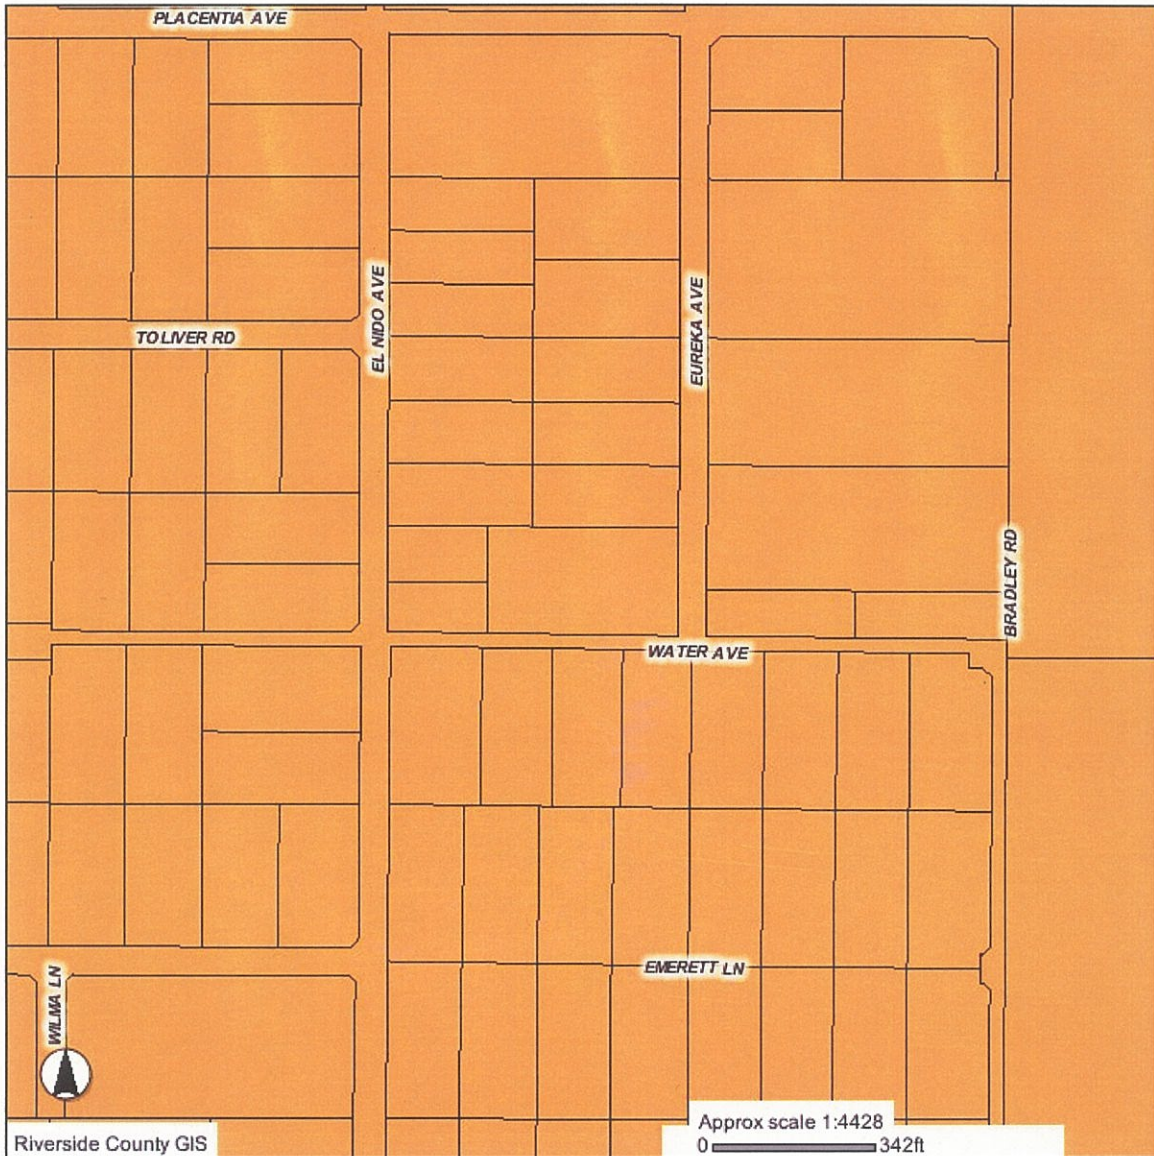 PLACENTIA AVE
EL NIDO AVE
EUREKA AVE
TOLIVER RD
BRADLEY RD
WATER AVE
EMERETT LN
WILMA LN
Approx scale 1:4428
Riverside County GIS
0 342ft